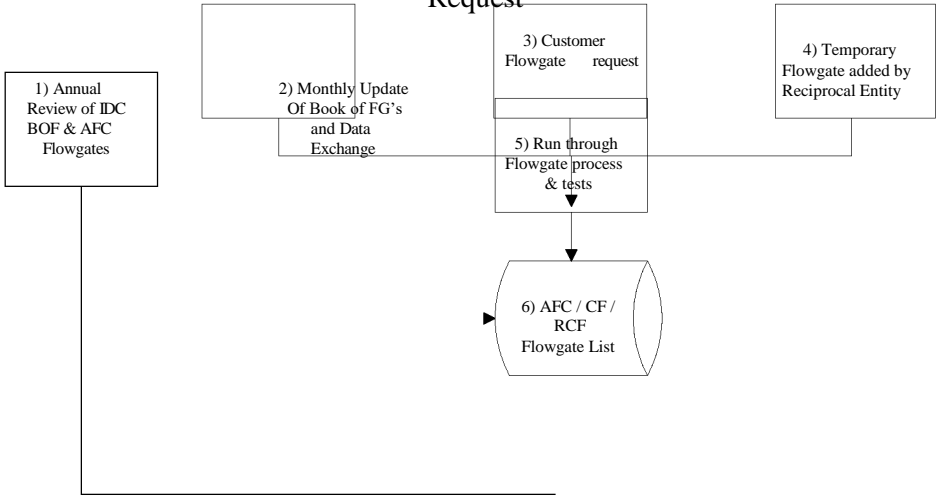 Request
1) Annual
Review of IDC
BOF & AFC
Flowgates
2) Monthly Update
Of Book of FG's
and Data
Exchange
3) Customer
Flowgate request
4) Temporary
Flowgate added by
Reciprocal Entity
5) Run through
Flowgate process
& tests
6) AFC / CF /
RCF
Flowgate List